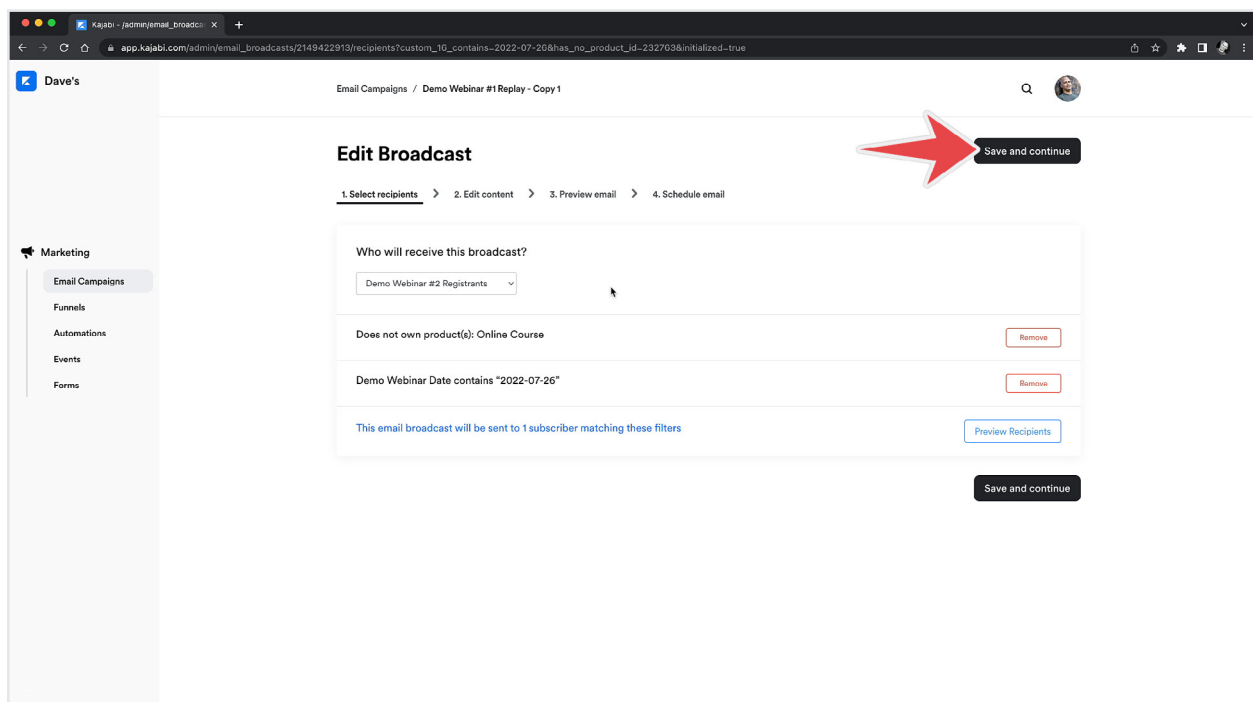 Kajabi - /admin/email_broadca
app.kajabi.com/admin/email_broadcasts/2149422913/recipients?custom_16_contains=2022-07-26&has_no_product_id=232763&initialized=true
Dave's
Email Campaigns / Demo Webinar #1 Replay - Copy 1
Edit Broadcast
Save and continue
1. Select recipients
2. Edit content
3. Preview email
4. Schedule email
Marketing
Email Campaigns
Funnels
Automations
Events
Forms
Who will receive this broadcast?
Demo Webinar #2 Registrants
Does not own product(s): Online Course
Remove
Demo Webinar Date contains “2022-07-26”
Remove
This email broadcast will be sent to 1 subscriber matching these filters
Preview Recipients
Save and continue